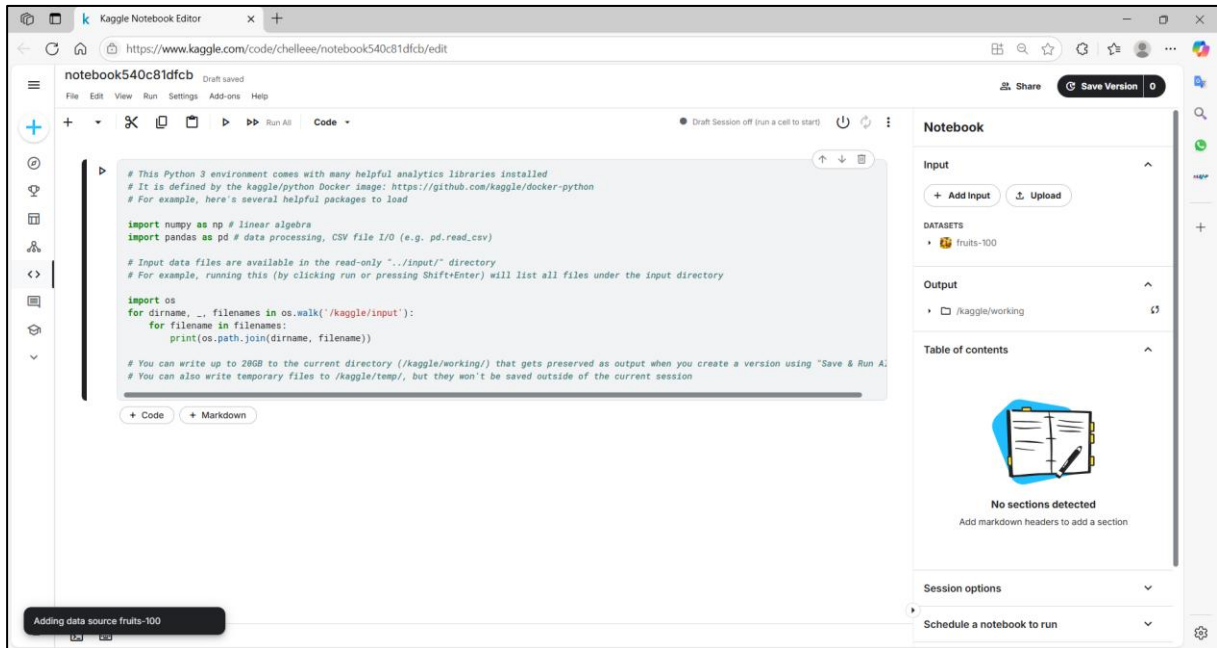 Kaggle Notebook Editor
https://www.kaggle.com/code/chelleee/notebook540c81dfcb/edit
notebook540c81dfcb Draft saved
File Edit View Run Settings Add-ons Help
Share
Save Version 0
Run All Code
Draft Session off (run a cell to start)
# This Python 3 environment comes with many helpful analytics libraries installed
# It is defined by the kaggle/python Docker image: https://github.com/kaggle/docker-python
# For example, here's several helpful packages to load
import numpy as np # linear algebra
import pandas as pd # data processing, CSV file I/O (e.g. pd.read_csv)
# Input data files are available in the read-only "../input/" directory
# For example, running this (by clicking run or pressing Shift+Enter) will list all files under the input directory
import os
for dirname, _, filenames in os.walk('/kaggle/input'):
for filename in filenames:
print(os.path.join(dirname, filename))
# You can write up to 20GB to the current directory (/kaggle/working/) that gets preserved as output when you create a version using "Save & Run A
# You can also write temporary files to /kaggle/temp/, but they won't be saved outside of the current session
+ Code + Markdown
Notebook
Input
+ Add Input Upload
DATASETS
fruits-100
Output
/kaggle/working
Table of contents
No sections detected
Add markdown headers to add a section
Session options
Schedule a notebook to run
Adding data source fruits-100